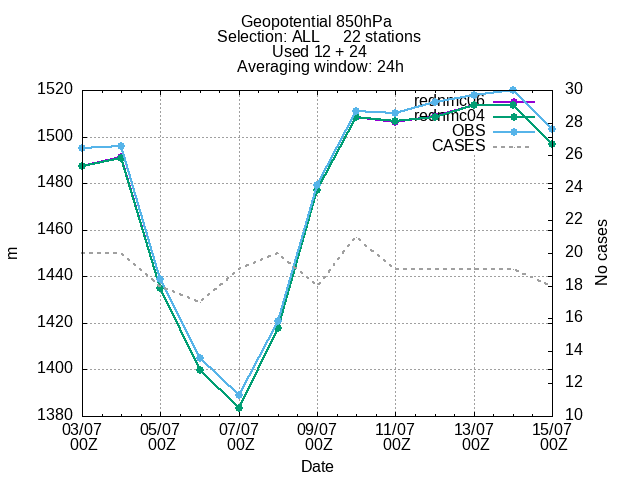 Geopotential 850hPa
Selection: ALL 22 stations
Used 12 + 24
Averaging window: 24h
rednmc06
rednmc04
OBS
CASES
1520
1500
1480
1460
1440
1420
1400
1380
m
30
28
26
24
22
20
18
16
14
12
10
No cases
03/07 05/07 07/07 09/07 11/07 13/07 15/07
00Z 00Z 00Z 00Z 00Z 00Z 00Z
Date